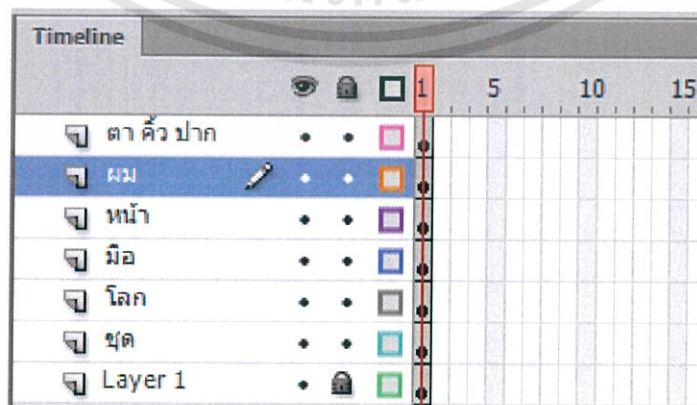 Timeline
1 5 10 15
ตา คิ้ว ปาก
ผม
หน้า
มือ
โลก
ชุด
Layer 1